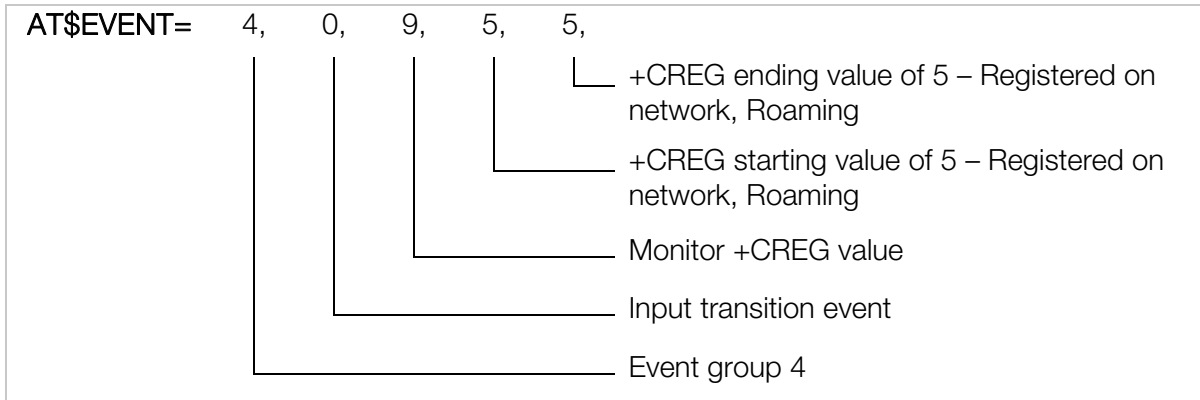 AT$EVENT= 4, 0, 9, 5, 5,
+CREG ending value of 5 – Registered on
network, Roaming
+CREG starting value of 5 – Registered on
network, Roaming
Monitor +CREG value
Input transition event
Event group 4